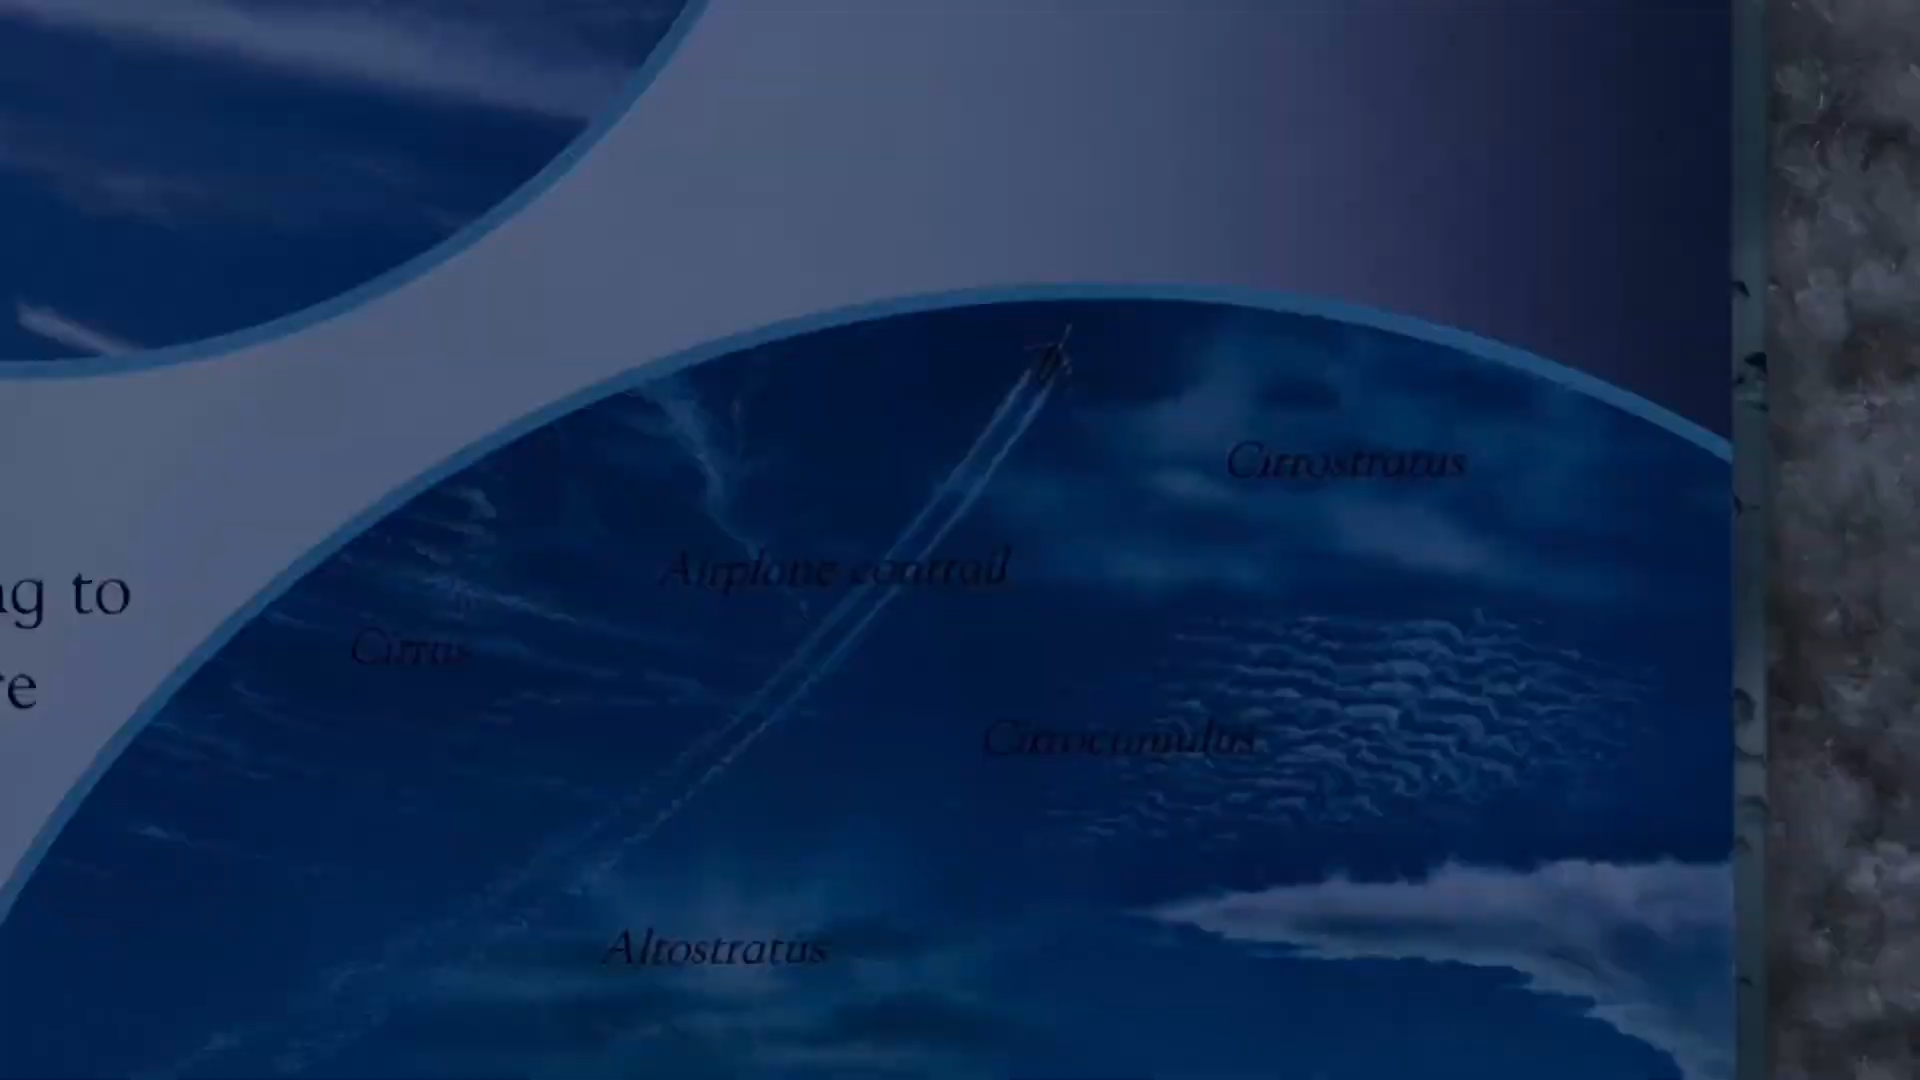 Cirrostratus
Airplane contrail
ng to
Cirrus
re
Cirrocumulus
Altostratus